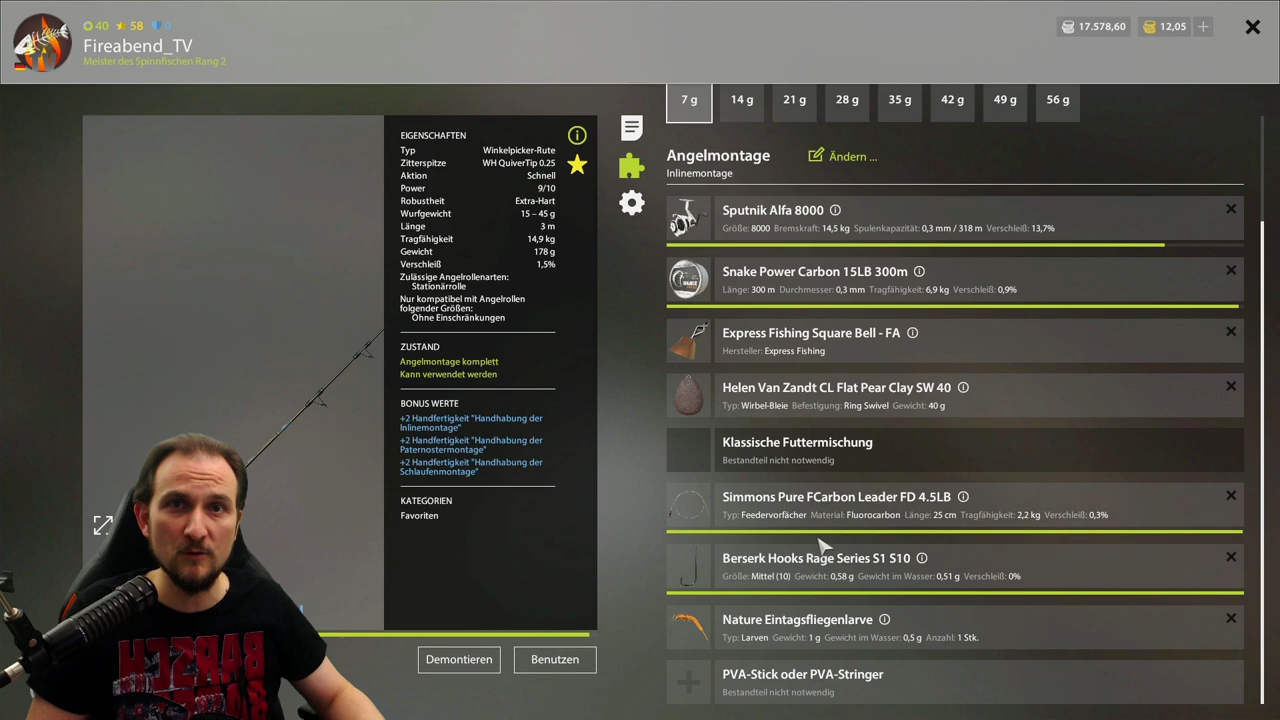 40 58 0
Fireabend_TV
Meister des Spinnfischen Rang 2
17.578,60
12,05
7 g
14 g
21 g
28 g
35 g
42 g
49 g
56 g
EIGENSCHAFTEN
Typ Winkelpicker-Rute
Zitterspitze WH QuiverTip 0.25
Aktion Schnell
Power 9/10
Robustheit Extra-Hart
Wurfgewicht 15 – 45 g
Länge 3 m
Tragfähigkeit 14,9 kg
Gewicht 178 g
Verschleiß 1,5%
Zulässige Angelrollenarten:
Stationärrolle
Nur kompatibel mit Angelrollen
folgender Größen:
Ohne Einschränkungen
ZUSTAND
Angelmontage komplett
Kann verwendet werden
BONUS WERTE
+2 Handfertigkeit "Handhabung der
Inlinemontage"
+2 Handfertigkeit "Handhabung der
Paternostermontage"
+2 Handfertigkeit "Handhabung der
Schlaufenmontage"
KATEGORIEN
Favoriten
Demontieren
Benutzen
Angelmontage
Ändern ...
Inlinemontage
Sputnik Alfa 8000
Größe: 8000 Bremskraft: 14,5 kg Spulenkapazität: 0,3 mm / 318 m Verschleiß: 13,7%
Snake Power Carbon 15LB 300m
Länge: 300 m Durchmesser: 0,3 mm Tragfähigkeit: 6,9 kg Verschleiß: 0,9%
Express Fishing Square Bell - FA
Hersteller: Express Fishing
Helen Van Zandt CL Flat Pear Clay SW 40
Typ: Wirbel-Bleie Befestigung: Ring Swivel Gewicht: 40 g
Klassische Futtermischung
Bestandteil nicht notwendig
Simmons Pure FCarbon Leader FD 4.5LB
Typ: Feedervorfächer Material: Fluorocarbon Länge: 25 cm Tragfähigkeit: 2,2 kg Verschleiß: 0,3%
Berserk Hooks Rage Series S1 S10
Größe: Mittel (10) Gewicht: 0,58 g Gewicht im Wasser: 0,51 g Verschleiß: 0%
Nature Eintagsfliegenlarve
Typ: Larven Gewicht: 1 g Gewicht im Wasser: 0,5 g Anzahl: 1 Stk.
PVA-Stick oder PVA-Stringer
Bestandteil nicht notwendig